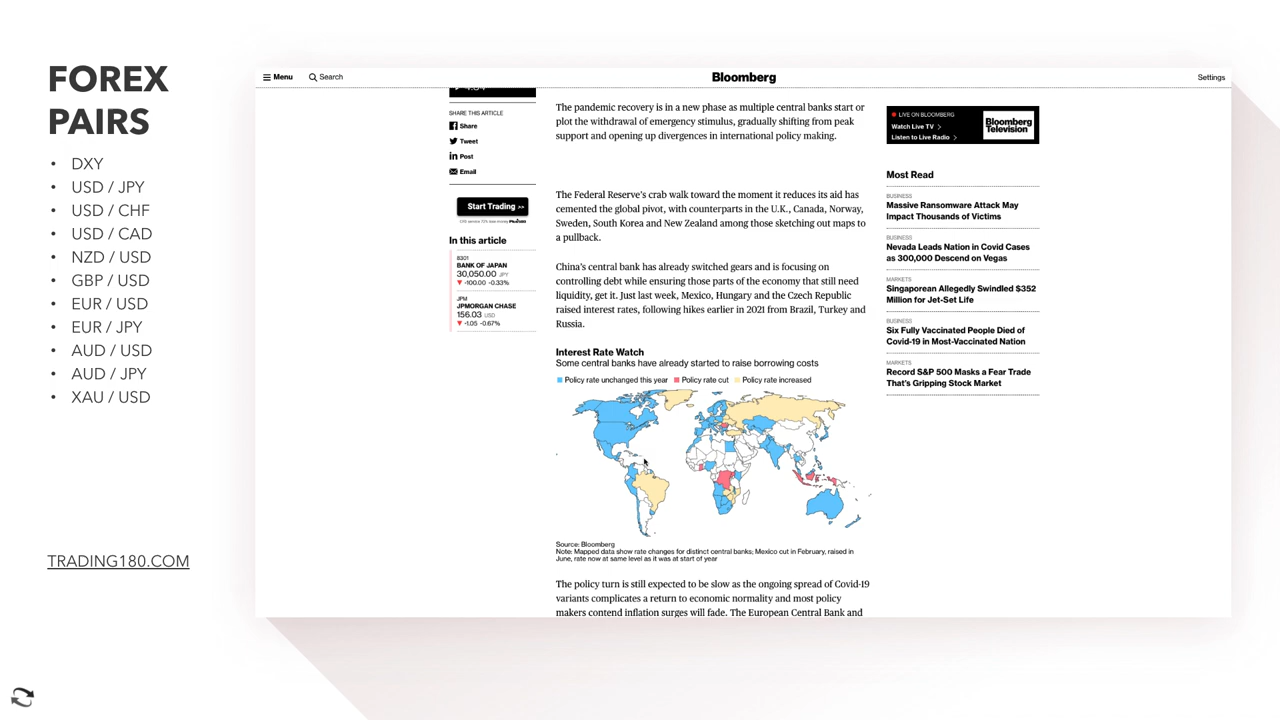 FOREX
PAIRS
• DXY
• USD / JPY
• USD / CHF
• USD / CAD
• NZD / USD
• GBP / USD
• EUR / USD
• EUR / JPY
• AUD / USD
• AUD / JPY
• XAU / USD
TRADING180.COM
Menu
Search
Bloomberg
Settings
SHARE THIS ARTICLE
Share
Tweet
Post
Email
Start Trading >>
In this article
8301
BANK OF JAPAN
30,050.00 JPY
▼ -100.00 -0.33%
JPM
JPMORGAN CHASE
156.03 USD
▼ -1.05 -0.67%
The pandemic recovery is in a new phase as multiple central banks start or
plot the withdrawal of emergency stimulus, gradually shifting from peak
support and opening up divergences in international policy making.
The Federal Reserve's crab walk toward the moment it reduces its aid has
cemented the global pivot, with counterparts in the U.K., Canada, Norway,
Sweden, South Korea and New Zealand among those sketching out maps to
a pullback.
China's central bank has already switched gears and is focusing on
controlling debt while ensuring those parts of the economy that still need
liquidity, get it. Just last week, Mexico, Hungary and the Czech Republic
raised interest rates, following hikes earlier in 2021 from Brazil, Turkey and
Russia.
Interest Rate Watch
Some central banks have already started to raise borrowing costs
Policy rate unchanged this year
Policy rate cut
Policy rate increased
Source: Bloomberg
Note: Mapped data show rate changes for distinct central banks; Mexico cut in February, raised in
June, rate now at same level as it was at start of year
The policy turn is still expected to be slow as the ongoing spread of Covid-19
variants complicates a return to economic normality and most policy
makers contend inflation surges will fade. The European Central Bank and
LIVE ON BLOOMBERG
Watch Live TV >
Listen to Live Radio >
Bloomberg
Television
Most Read
BUSINESS
Massive Ransomware Attack May
Impact Thousands of Victims
BUSINESS
Nevada Leads Nation in Covid Cases
as 300,000 Descend on Vegas
MARKETS
Singaporean Allegedly Swindled $352
Million for Jet-Set Life
BUSINESS
Six Fully Vaccinated People Died of
Covid-19 in Most-Vaccinated Nation
MARKETS
Record S&P 500 Masks a Fear Trade
That's Gripping Stock Market